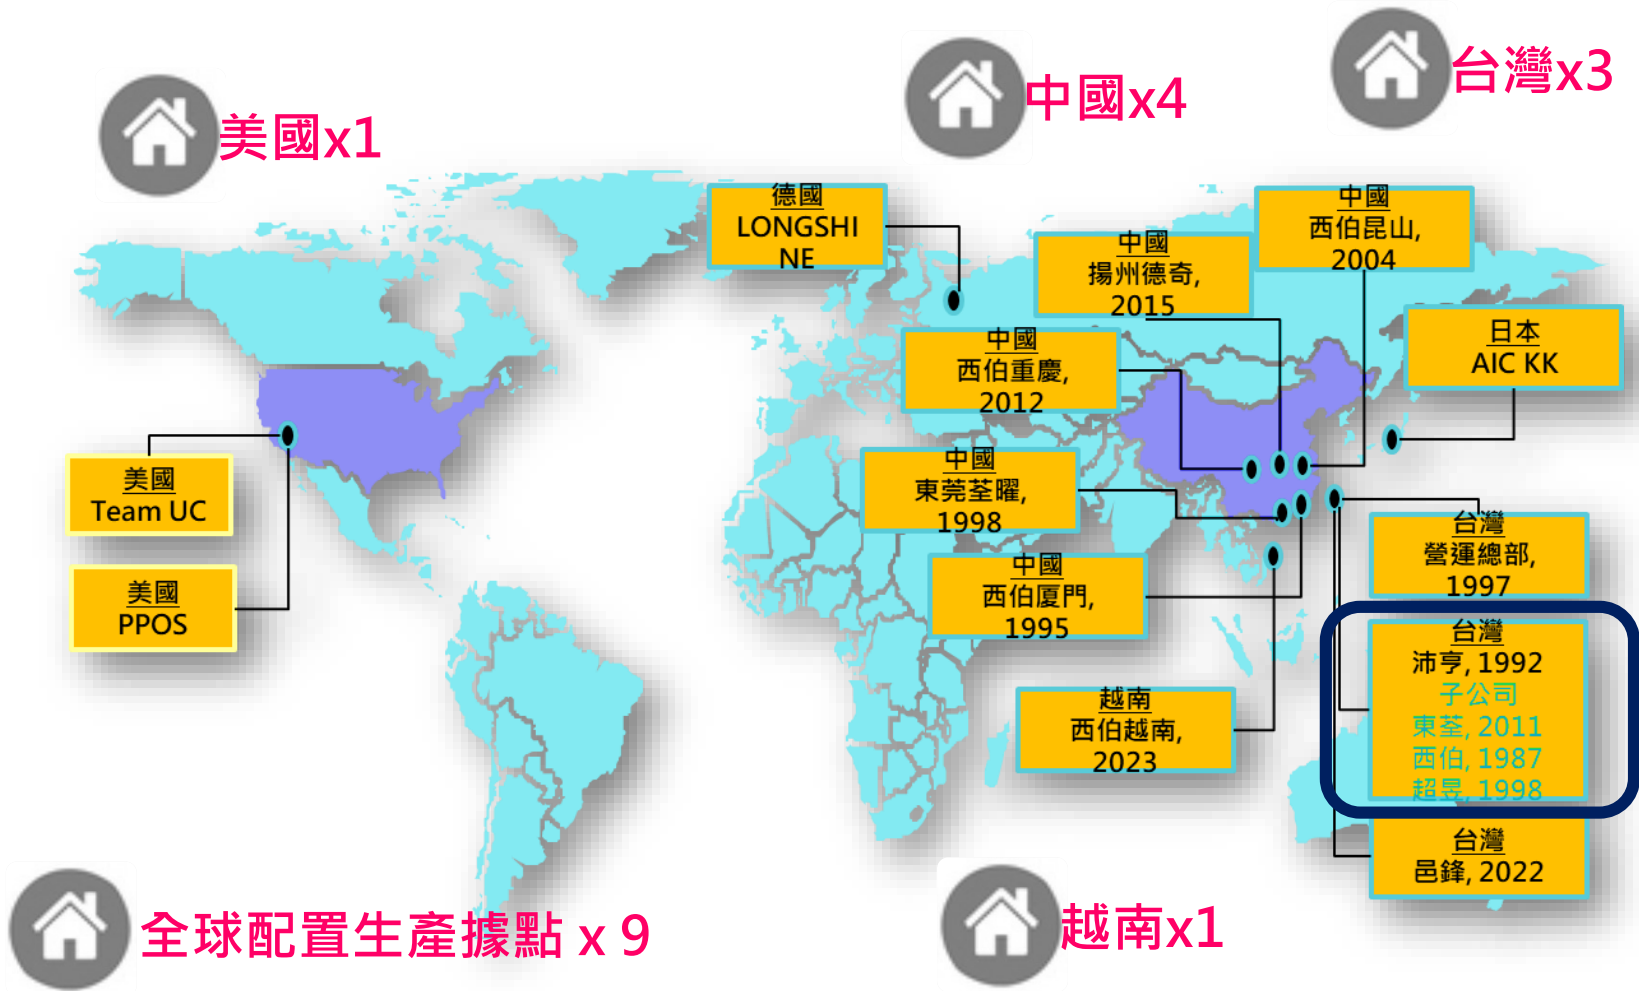 美國x1
中國x4
台灣x3
德國
LONGSHI
NE
中國
揚州德奇,
2015
中國
西伯昆山,
2004
中國
西伯重慶,
2012
日本
AIC KK
美國
Team UC
美國
PPOS
中國
東莞荃曜,
1998
中國
西伯厦門,
1995
越南
西伯越南,
2023
台灣
營運總部,
1997
台灣
沛亨, 1992
子公司
東荃, 2011
西伯, 1987
超昱, 1998
台灣
邑鋒, 2022
全球配置生產據點 x 9
越南x1